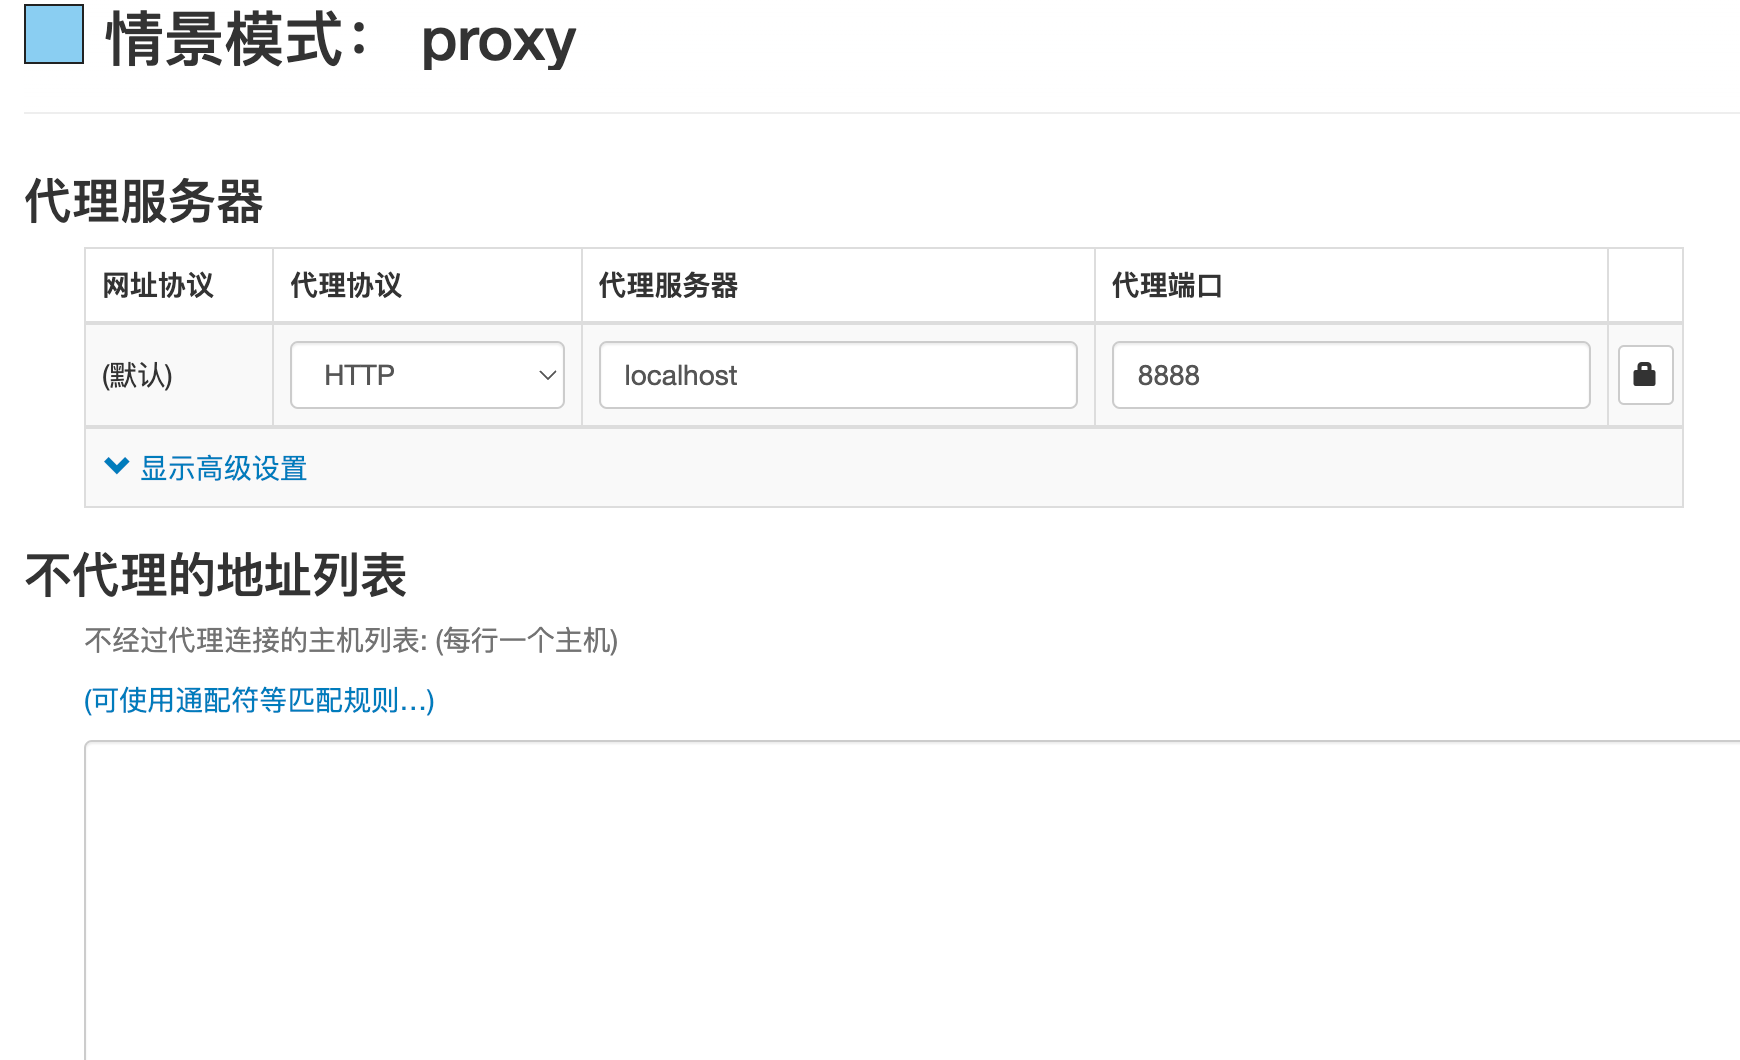 情景模式： proxy
代理服务器
网址协议 代理协议 代理服务器 代理端口
(默认) HTTP localhost 8888
显示高级设置
不代理的地址列表
不经过代理连接的主机列表: (每行一个主机)
(可使用通配符等匹配规则…)